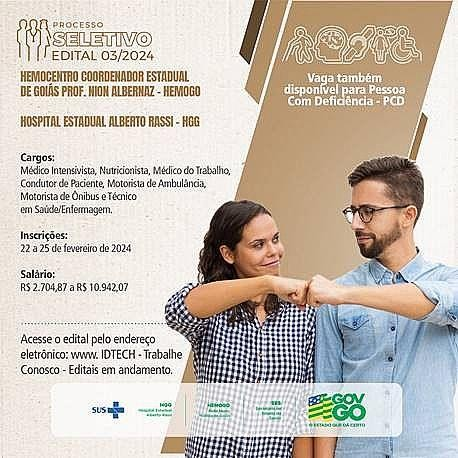 PROCESSO
SELETIVO
EDITAL 03/2024
HEMOCENTRO COORDENADOR ESTADUAL
DE GOIÁS PROF. NION ALBERNAZ - HEMOGO
HOSPITAL ESTADUAL ALBERTO RASSI - HGG
Vaga também
disponível para Pessoa
Com Deficiência - PCD
Cargos:
Médico Intensivista, Nutricionista, Médico do Trabalho,
Condutor de Paciente, Motorista de Ambulância,
Motorista de Ônibus e Técnico
em Saúde/Enfermagem.
Inscrições:
22 a 25 de fevereiro de 2024
Salário:
R$ 2.704,87 a R$ 10.942,07
Acesse o edital pelo endereço
eletrônico: www. IDTECH - Trabalhe
Conosco - Editais em andamento.
SUS
HGG
Hospital Estadual
Alberto Rassi
HEMOGO
SES
GOV
GO
O ESTADO QUE DÁ CERTO